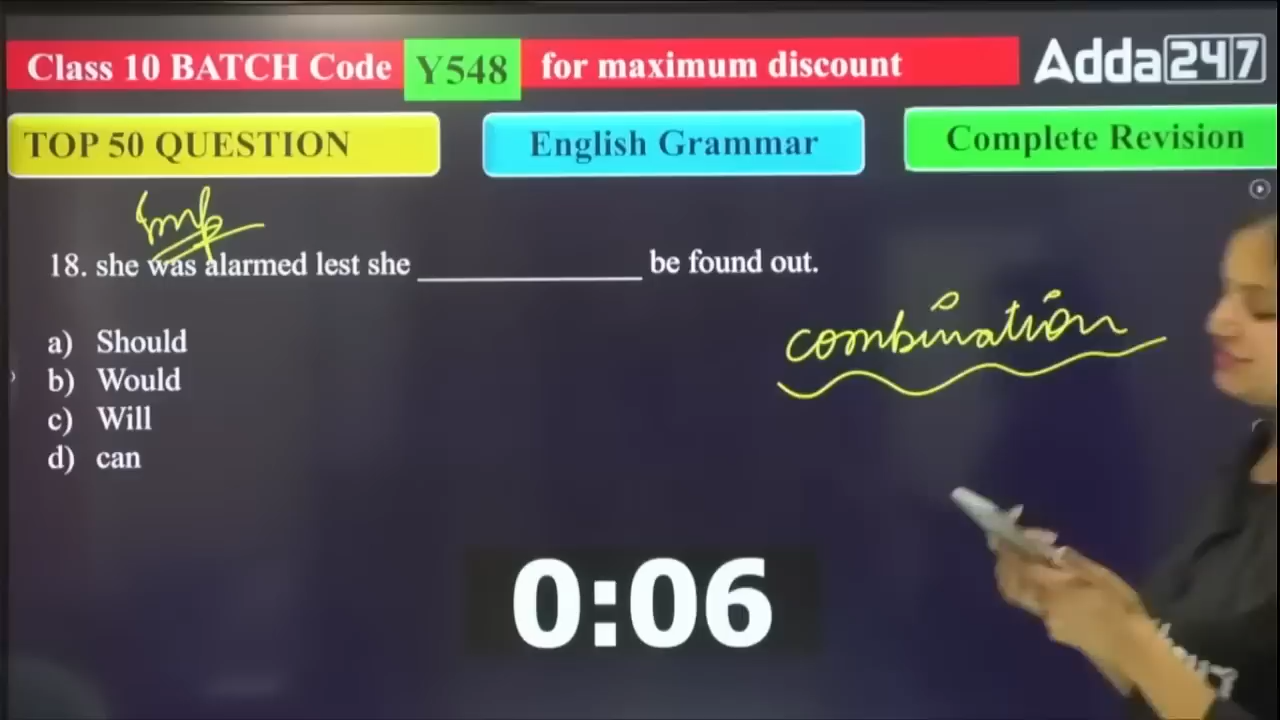 Class 10 BATCH Code Y548 for maximum discount Adda247
TOP 50 QUESTION English Grammar Complete Revision
Imp
18. she was alarmed lest she ______________ be found out.
combination
a) Should
b) Would
c) Will
d) can
0:06